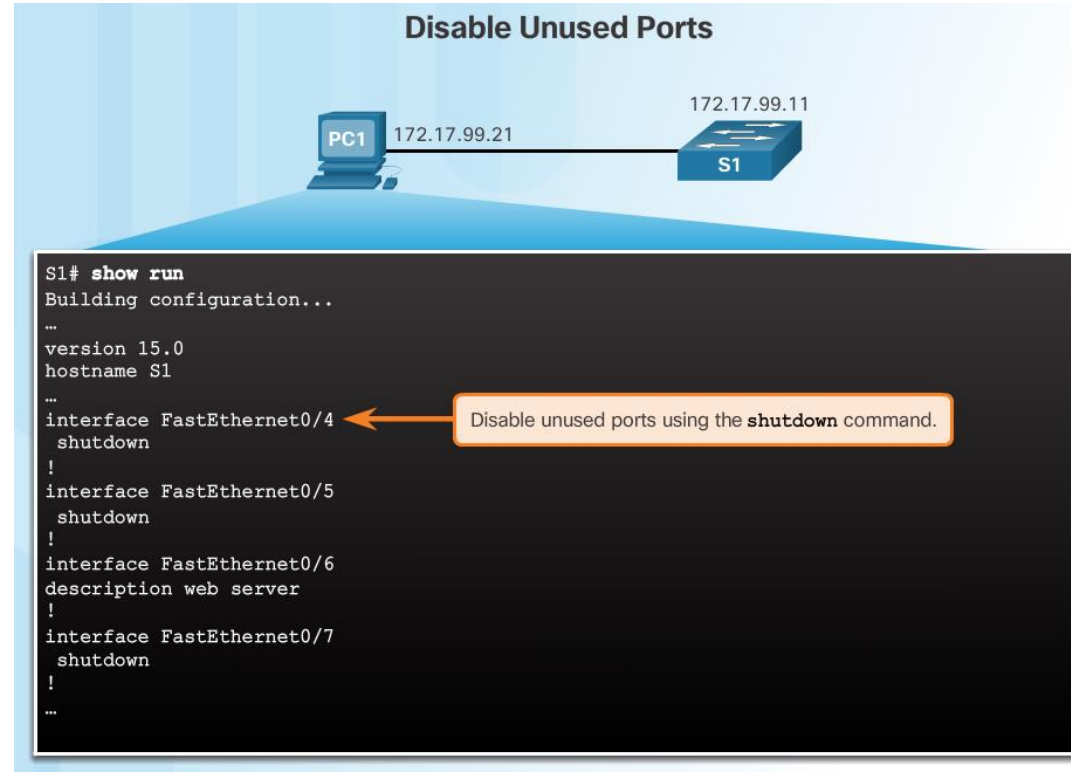 Disable Unused Ports
172.17.99.11
PC1
172.17.99.21
S1
S1# show run
Building configuration...
…
version 15.0
hostname S1
…
interface FastEthernet0/4
Disable unused ports using the shutdown command.
shutdown
!
interface FastEthernet0/5
shutdown
!
interface FastEthernet0/6
description web server
!
interface FastEthernet0/7
shutdown
!
…